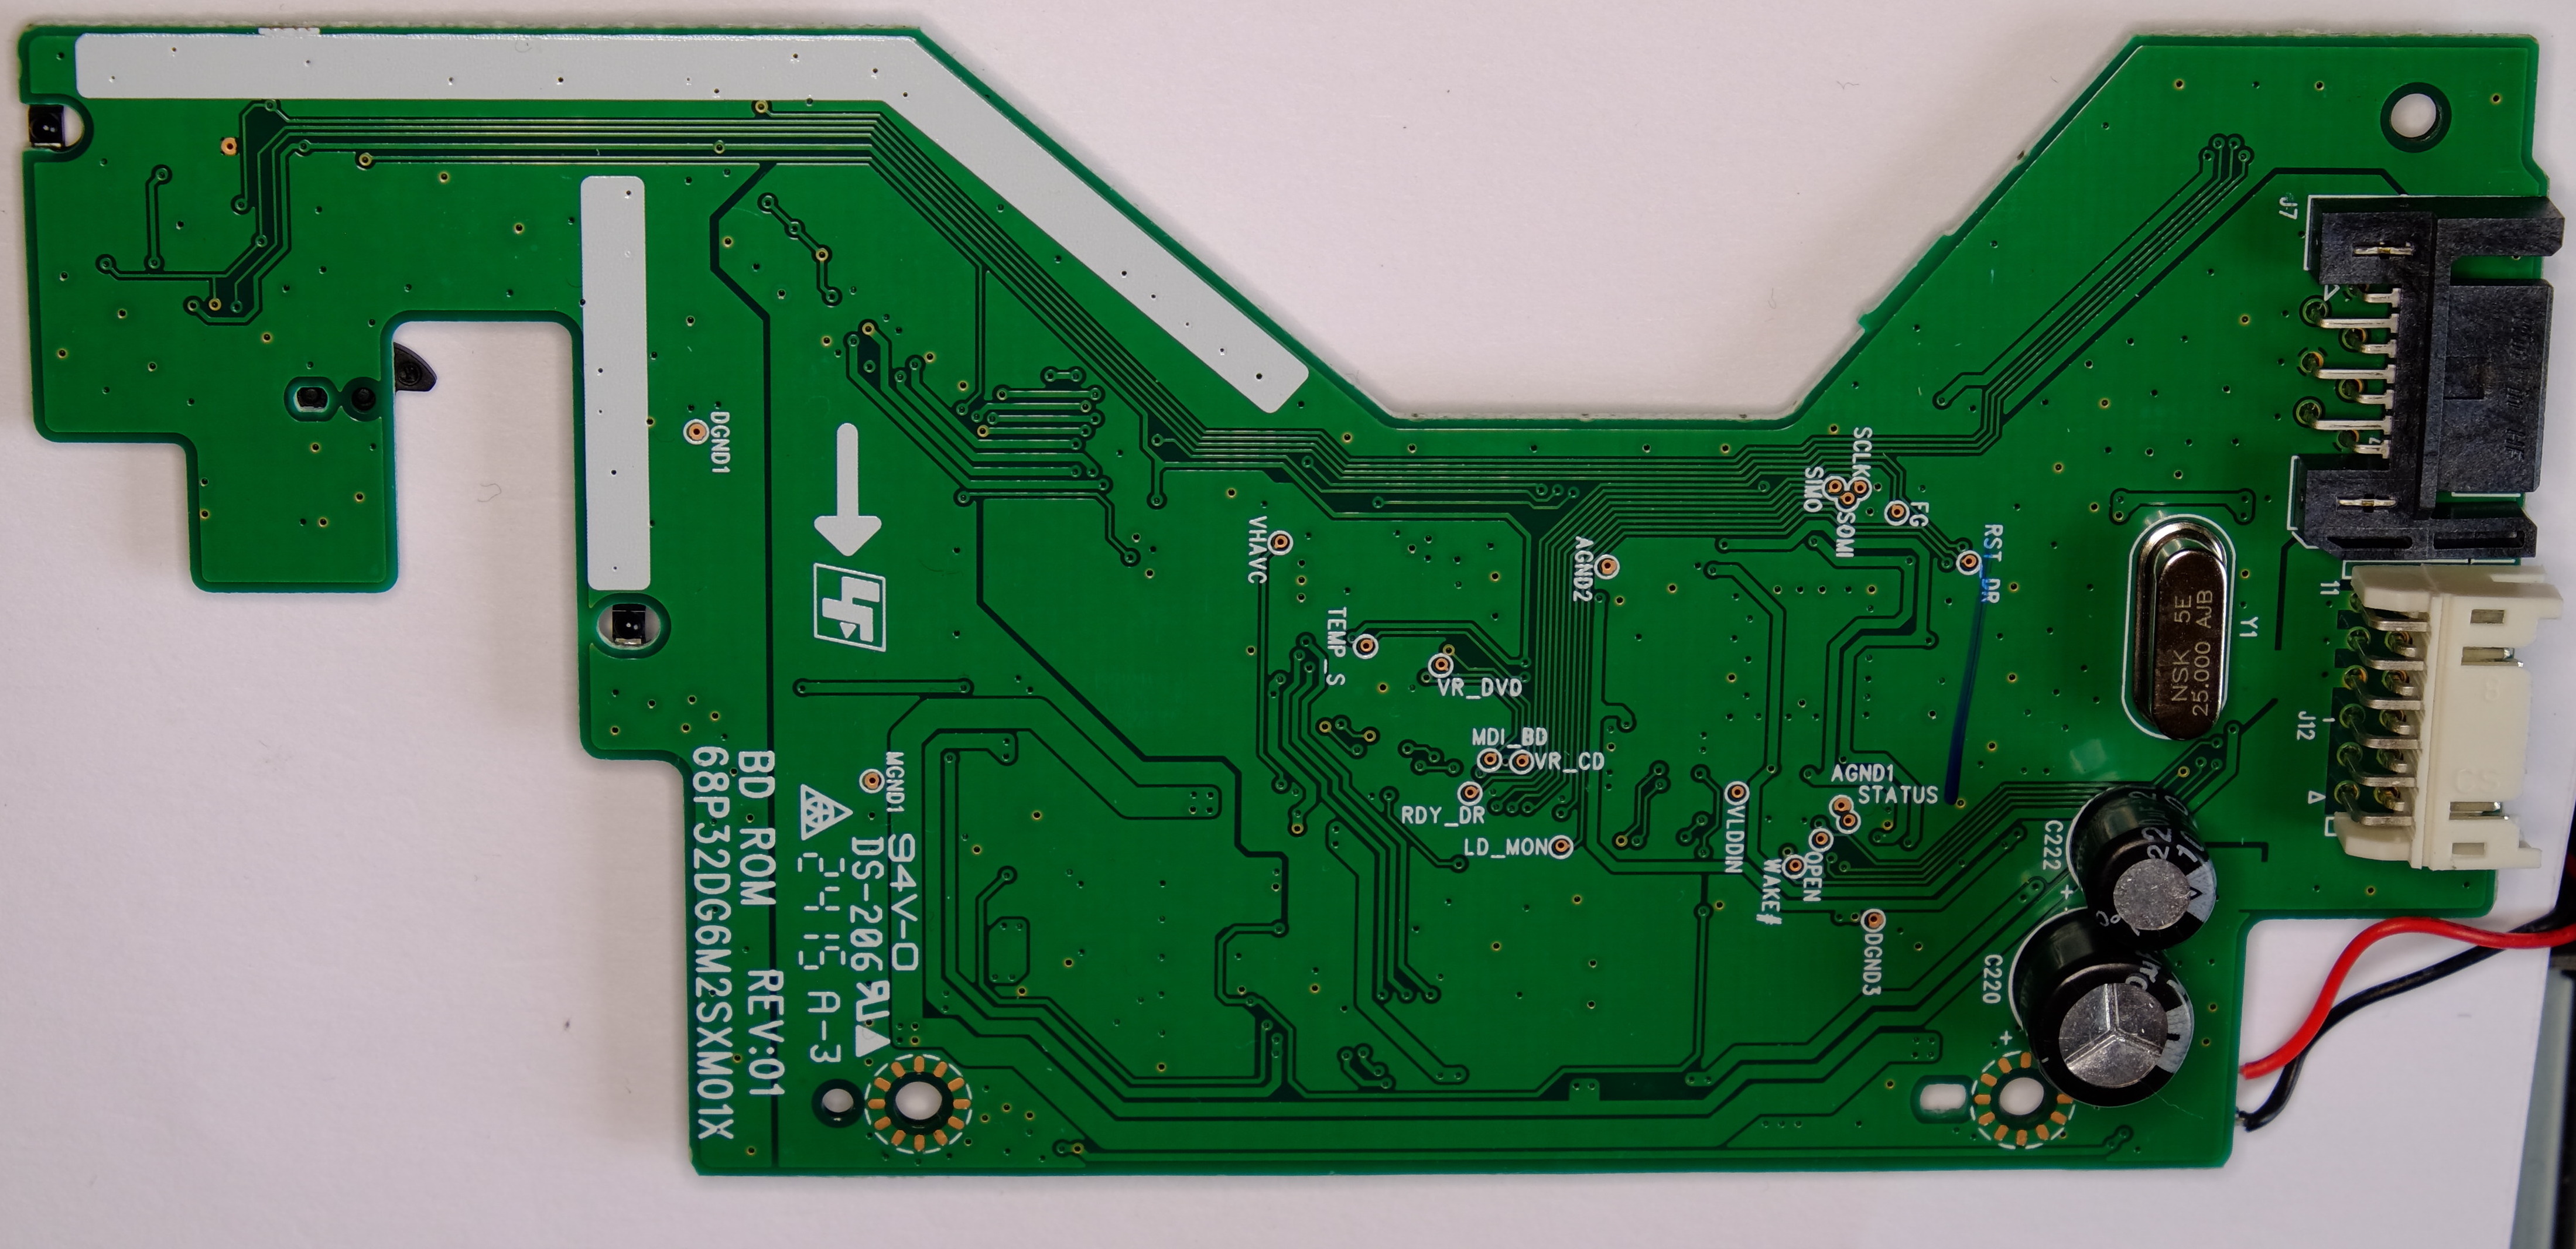 J7
DGND1
SCLK
SIMO
SOMI
FG
VHAVC
AGND2
RST_DR
TEMP_S
VR_DVD
NSK 5E
25.000 AJB
Y1
11
J12
MDI_BD
VR_CD
RDY_DR
LD_MON
VLDDIN
AGND1
STATUS
OPEN
WAKE#
DGND3
C222
+
C220
+
MGND1
94V-0
DS-206
2415 A-3
BD ROM REV:01
68P32DG6M2SXM01X